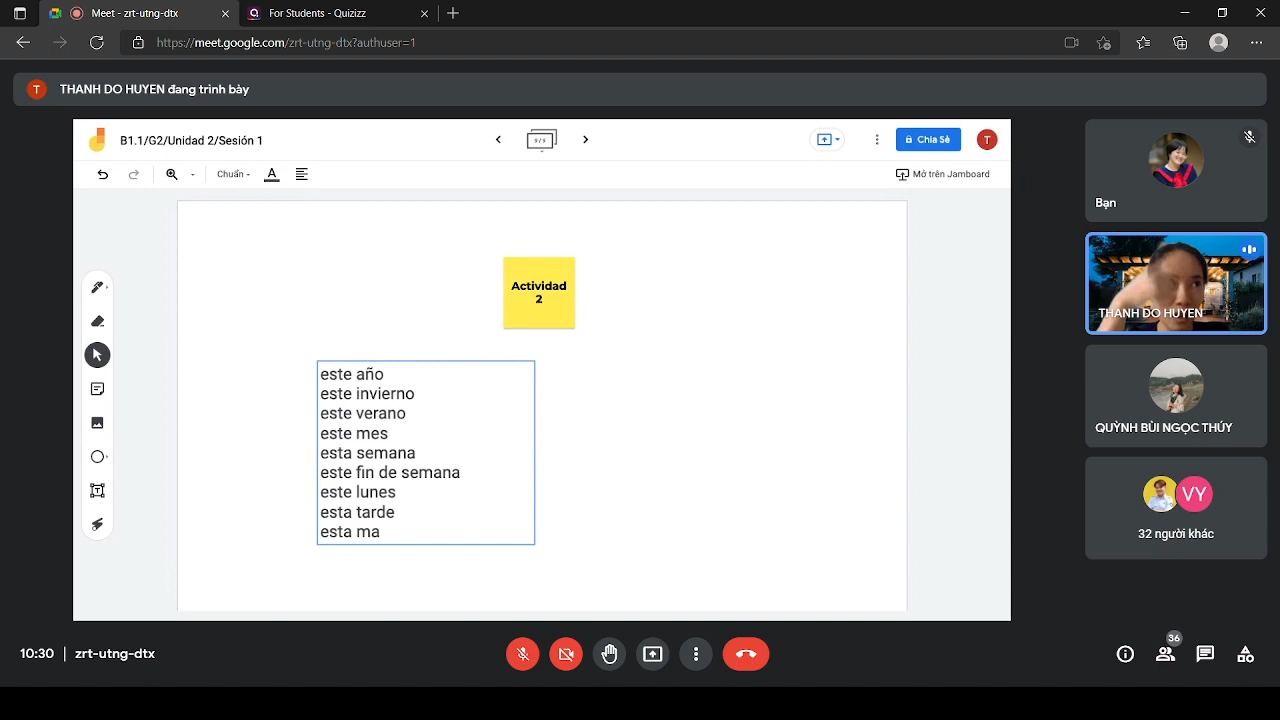 Meet - zrt-utng-dtx
For Students - Quizizz
https://meet.google.com/zrt-utng-dtx?authuser=1
T
THANH DO HUYEN đang trình bày
B1.1/G2/Unidad 2/Sesión 1
9/9
Chia Sẻ
T
Chuẩn
A
Mở trên Jamboard
Actividad
2
este año
este invierno
este verano
este mes
esta semana
este fin de semana
este lunes
esta tarde
esta ma
Bạn
THANH DO HUYEN
QUỲNH BÙI NGỌC THÚY
VY
32 người khác
10:30 | zrt-utng-dtx
36